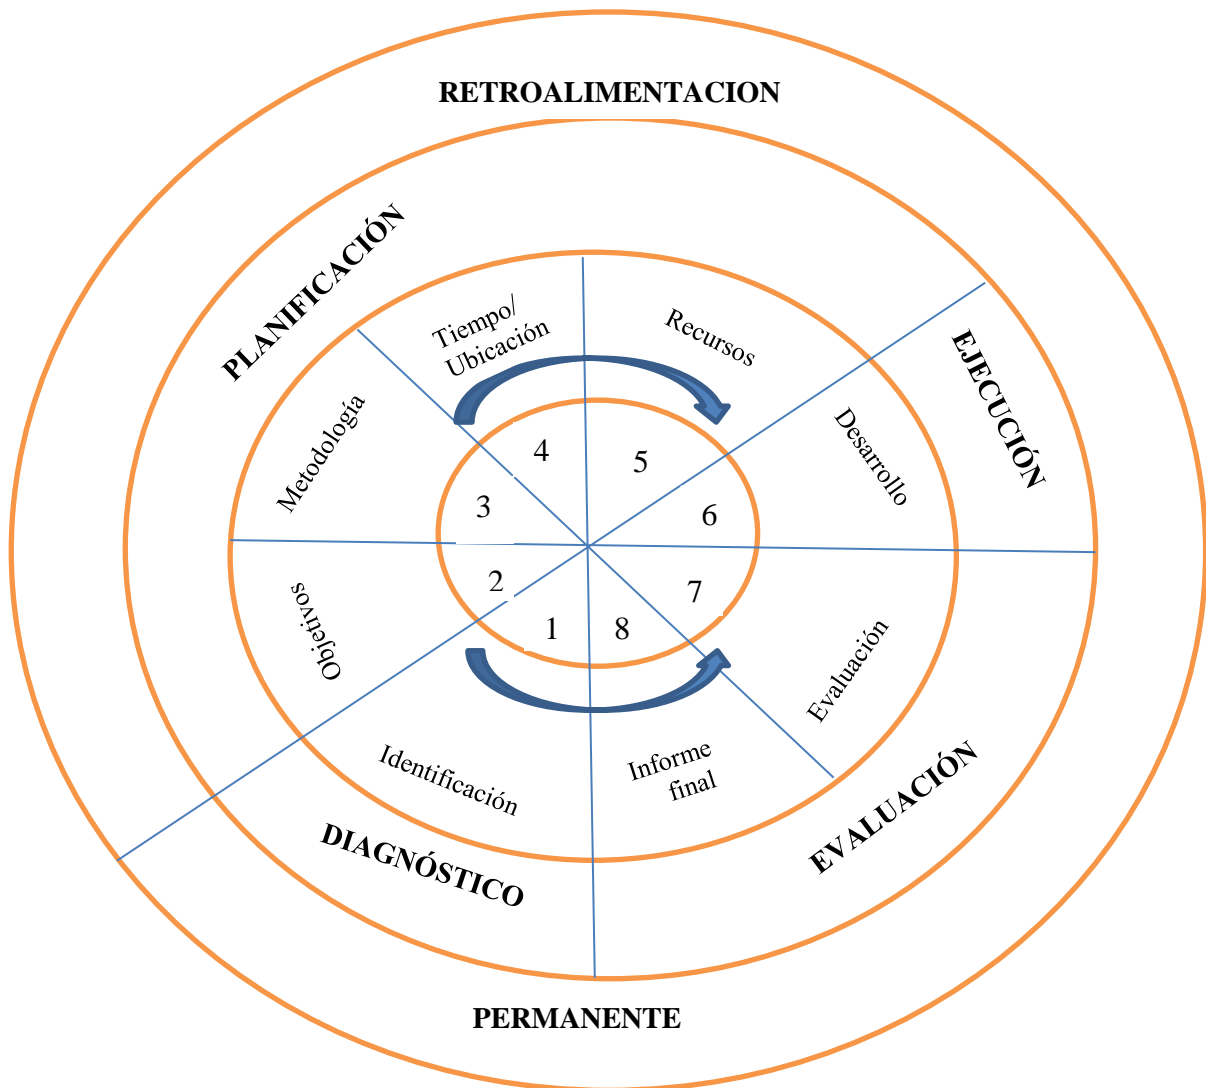 RETROALIMENTACION
PLANIFICACIÓN
EJECUCIÓN
Tiempo/
Ubicación
Recursos
Metodología
Desarrollo
4
5
3
6
2
7
1
8
Objetivos
Evaluación
Identificación
Informe
final
DIAGNÓSTICO
EVALUACIÓN
PERMANENTE